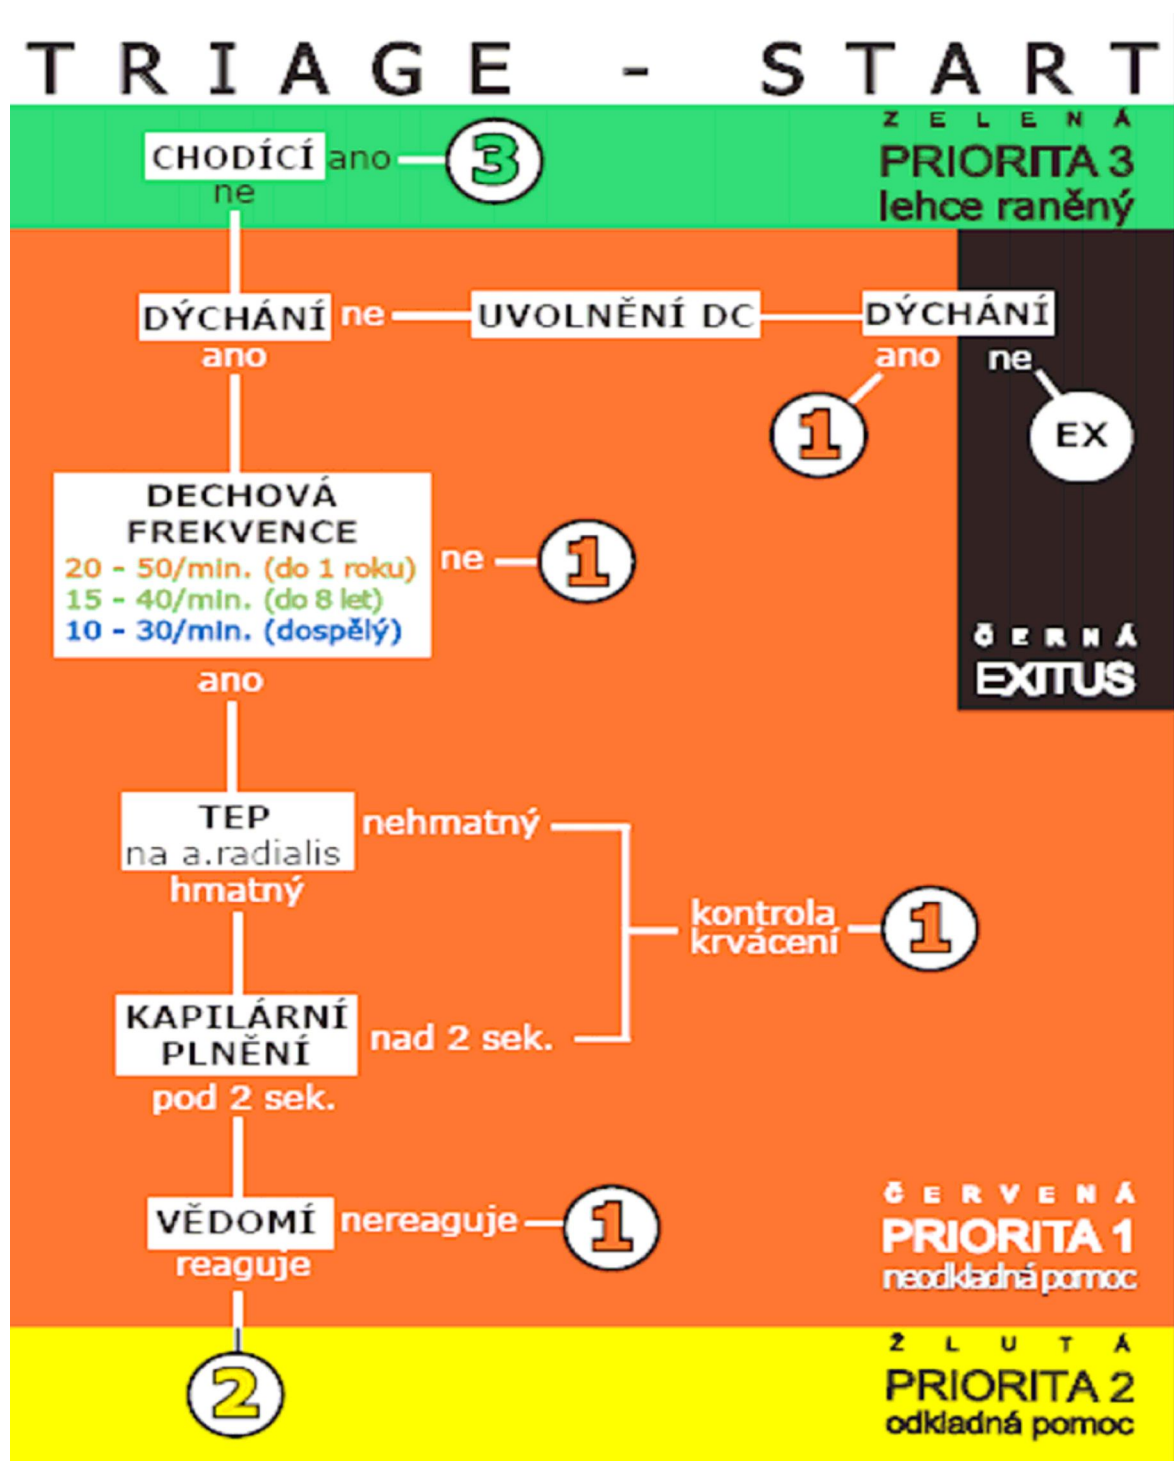 TRIAGE - START
ZELENÁ
PRIORITA 3
lehce raněný
CHODÍCÍ ano 3
ne
DÝCHÁNÍ ne UVOLNĚNÍ DC DÝCHÁNÍ
ano
ano ne
1 EX
DECHOVÁ
FREKVENCE
20 - 50/min. (do 1 roku)
15 - 40/min. (do 8 let)
10 - 30/min. (dospělý)
ne 1
ano
ČERNÁ
EXITUS
TEP nehmatný
na a.radialis
hmatný
kontrola
krvácení
1
KAPILÁRNÍ
PLNĚNÍ
nad 2 sek.
pod 2 sek.
VĚDOMÍ nereaguje 1
reaguje
ČERVENÁ
PRIORITA 1
neodkladná pomoc
2
ŽLUTÁ
PRIORITA 2
odkladná pomoc